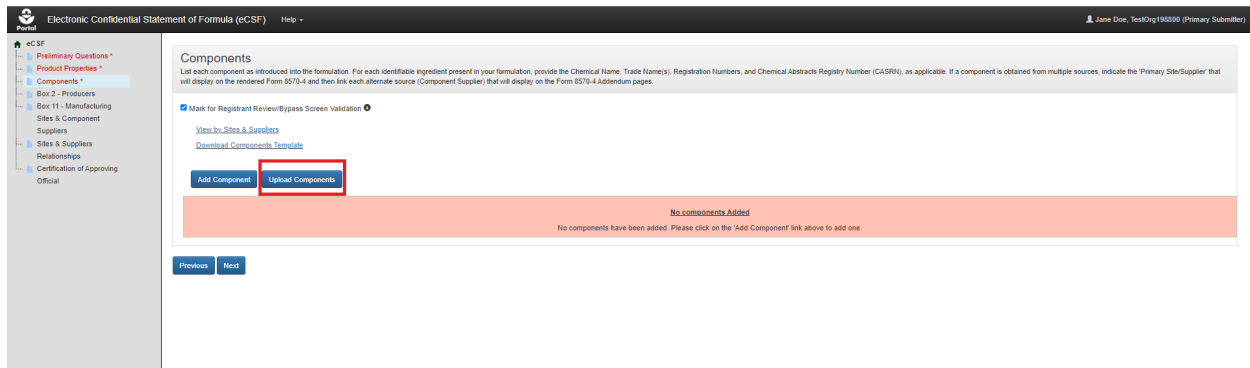 Portal
Electronic Confidential Statement of Formula (eCSF)
Help
Jane Doe, TestOrg198800 (Primary Submitter)
eCSF
Preliminary Questions *
Product Properties *
Components *
Box 2 - Producers
Box 11 - Manufacturing
Sites & Component
Suppliers
Sites & Suppliers
Relationships
Certification of Approving
Official
Components
List each component as introduced into the formulation. For each identifiable ingredient present in your formulation, provide the Chemical Name, Trade Name(s), Registration Numbers, and Chemical Abstracts Registry Number (CASRN), as applicable. If a component is obtained from multiple sources, indicate the 'Primary Site/Supplier' that
will display on the rendered Form 8570-4 and then link each alternate source (Component Supplier) that will display on the Form 8570-4 Addendum pages.
Mark for Registrant Review/Bypass Screen Validation
View by Sites & Suppliers
Download Components Template
Add Component
Upload Components
No components Added
No components have been added. Please click on the 'Add Component' link above to add one.
Previous
Next